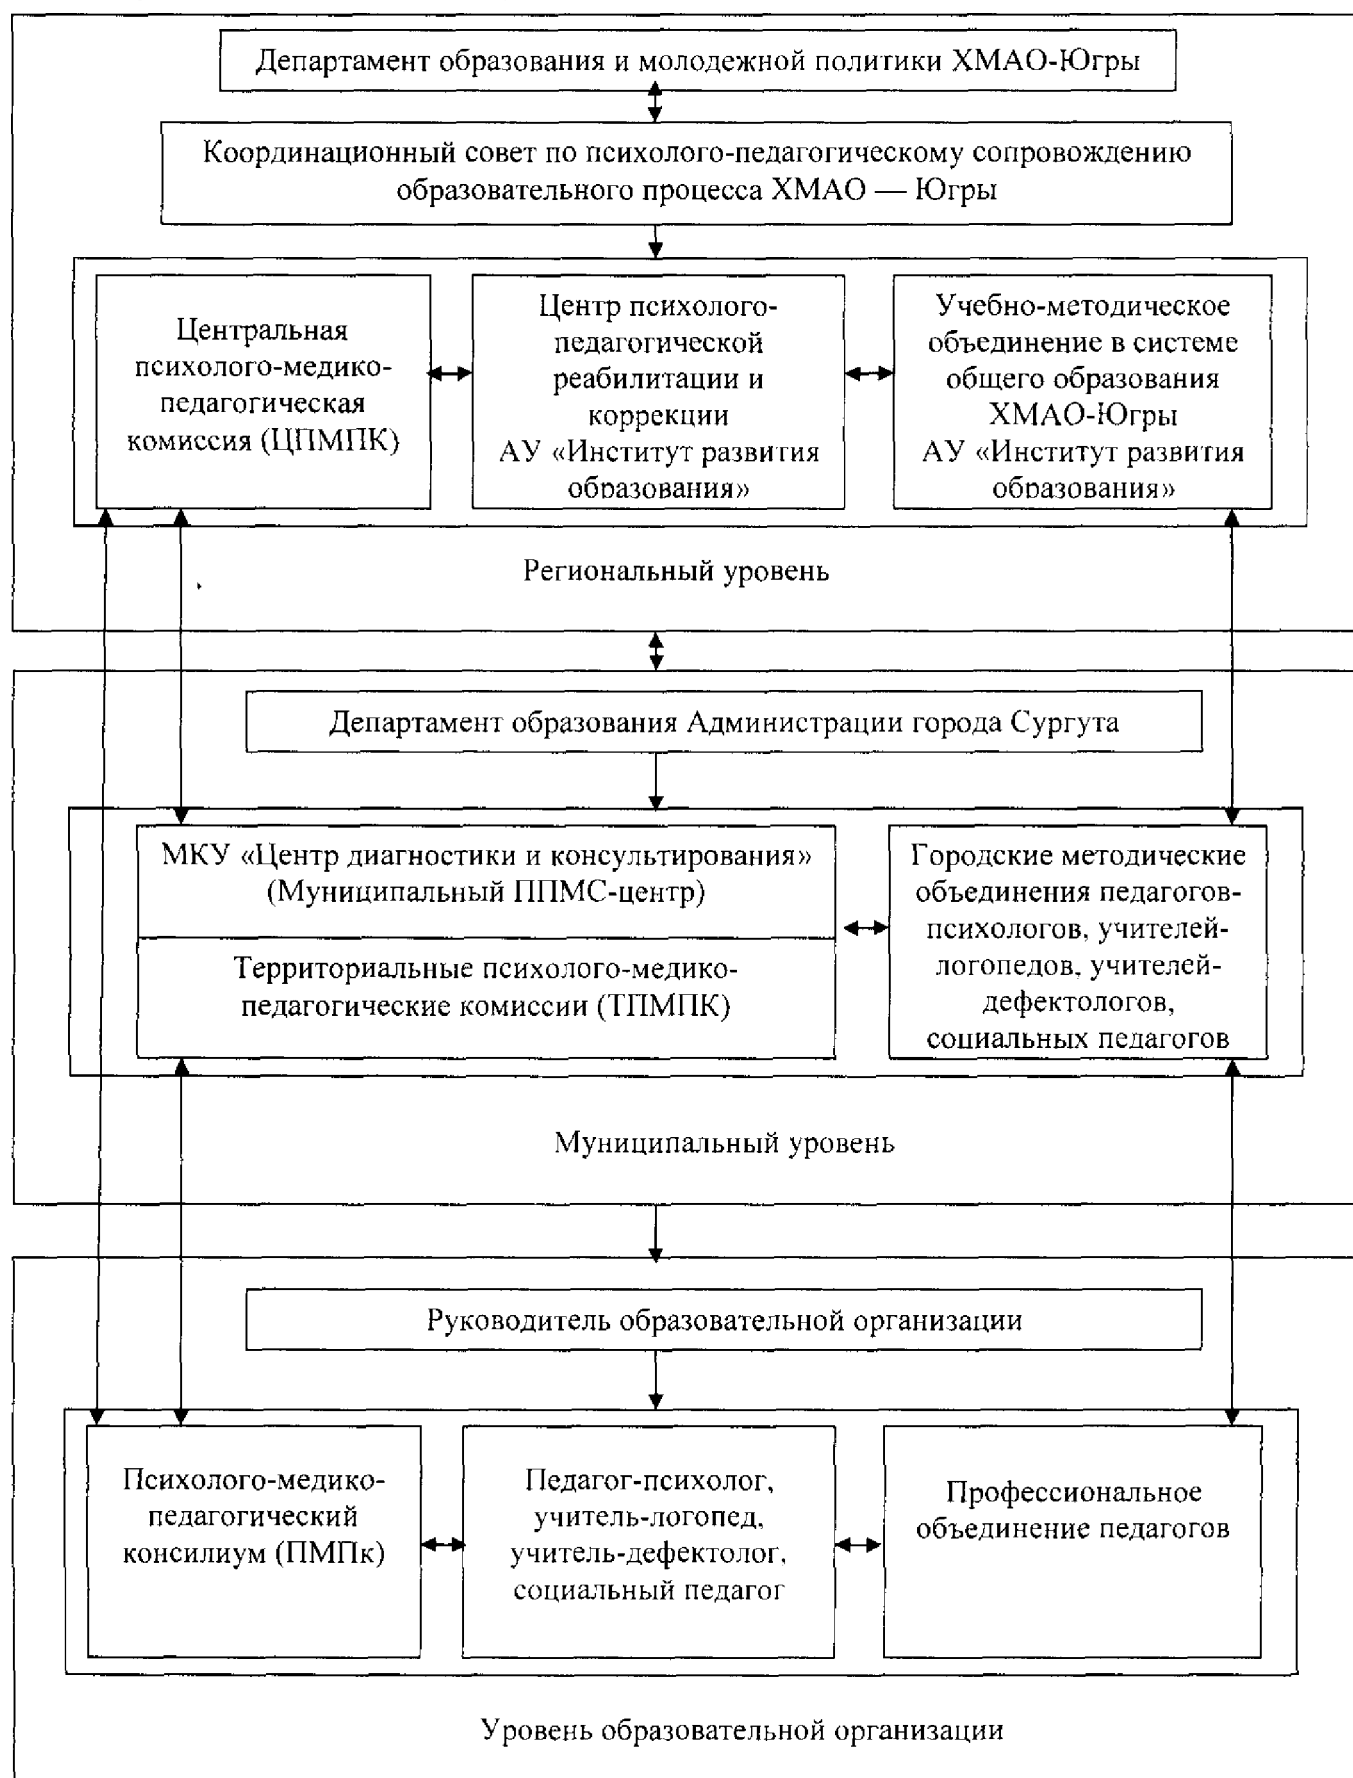 Департамент образования и молодежной политики ХМАО-Югры
Координационный совет по психолого-педагогическому сопровождению
образовательного процесса ХМАО — Югры
Центральная
психолого-медико-
педагогическая
комиссия (ЦПМПК)
Центр психолого-
педагогической
реабилитации и
коррекции
АУ «Институт развития
образования»
Учебно-методическое
объединение в системе
общего образования
ХМАО-Югры
АУ «Институт развития
образования»
Региональный уровень
Департамент образования Администрации города Сургута
МКУ «Центр диагностики и консультирования»
(Муниципальный ППМС-центр)
Территориальные психолого-медико-
педагогические комиссии (ТПМПК)
Городские методические
объединения педагогов-
психологов, учителей-
логопедов, учителей-
дефектологов,
социальных педагогов
Муниципальный уровень
Руководитель образовательной организации
Психолого-медико-
педагогический
консилиум (ПМПк)
Педагог-психолог,
учитель-логопед,
учитель-дефектолог,
социальный педагог
Профессиональное
объединение педагогов
Уровень образовательной организации